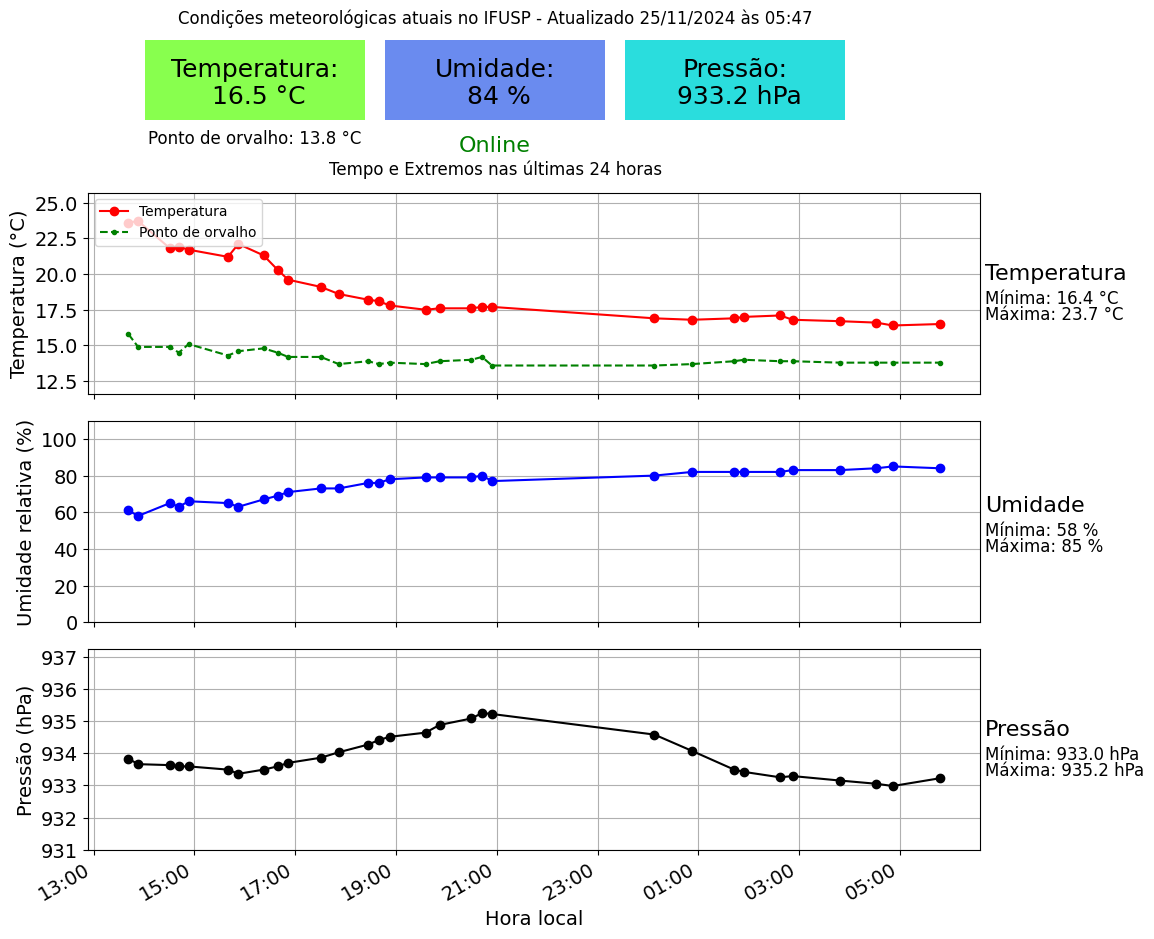 Condições meteorológicas atuais no IFUSP - Atualizado 25/11/2024 às 05:47
Temperatura:
16.5 °C
Umidade:
84 %
Pressão:
933.2 hPa
Ponto de orvalho: 13.8 °C
Online
Tempo e Extremos nas últimas 24 horas
Temperatura (°C)
25.0
22.5
20.0
17.5
15.0
12.5
Temperatura
Ponto de orvalho
Temperatura
Mínima: 16.4 °C
Máxima: 23.7 °C
Umidade relativa (%)
100
80
60
40
20
0
Umidade
Mínima: 58 %
Máxima: 85 %
Pressão (hPa)
937
936
935
934
933
932
931
Pressão
Mínima: 933.0 hPa
Máxima: 935.2 hPa
13:00
15:00
17:00
19:00
21:00
23:00
01:00
03:00
05:00
Hora local